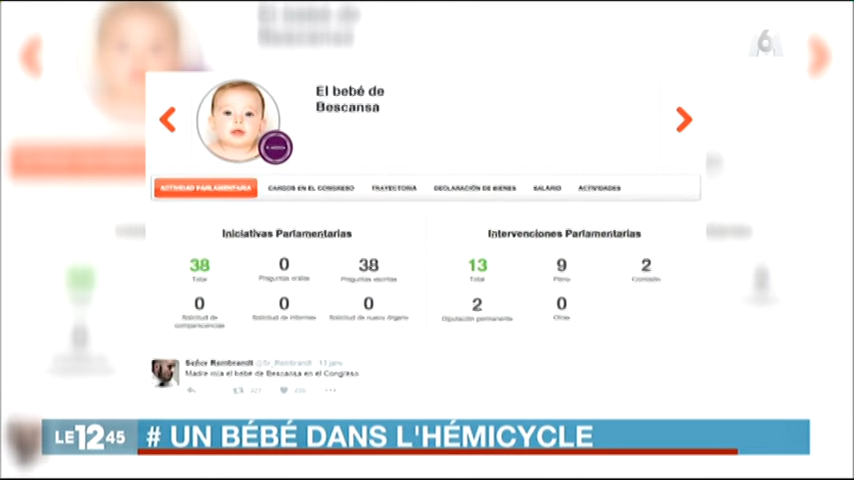 6
El bebé de
Bescansa
ACTIVIDAD PARLAMENTARIA CARGOS EN EL CONGRESO TRAYECTORIA DECLARACIÓN DE BIENES SALARIO ACTIVIDADES
Iniciativas Parlamentarias
Intervenciones Parlamentarias
38 0 38
Total Preguntas orales Preguntas escritas
13 9 2
Total Pleno Comisión
0 0 0
Solicitud de Solicitud de informes Solicitud de nuevo órgano
comparecencias
2 0
Diputación permanente Otras
Señor Rembrandt @Sr_Rembrandt
Madre mía el bebé de Bescansa en el Congreso
LE 12 45 # UN BÉBÉ DANS L'HÉMICYCLE